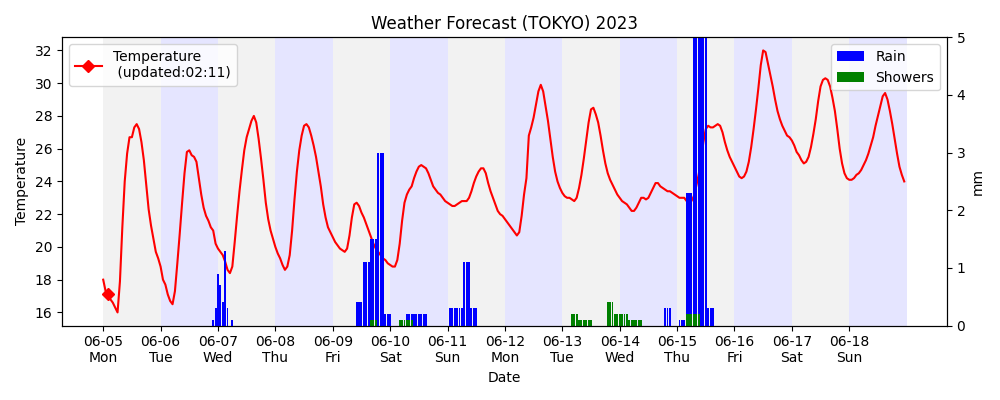 Weather Forecast (TOKYO) 2023
Temperature
(updated:02:11)
Rain
Showers
32
30
28
26
24
22
20
18
16
Temperature
5
4
3
2
1
0
mm
06-05 06-06 06-07 06-08 06-09 06-10 06-11 06-12 06-13 06-14 06-15 06-16 06-17 06-18
Mon Tue Wed Thu Fri Sat Sun Mon Tue Wed Thu Fri Sat Sun
Date